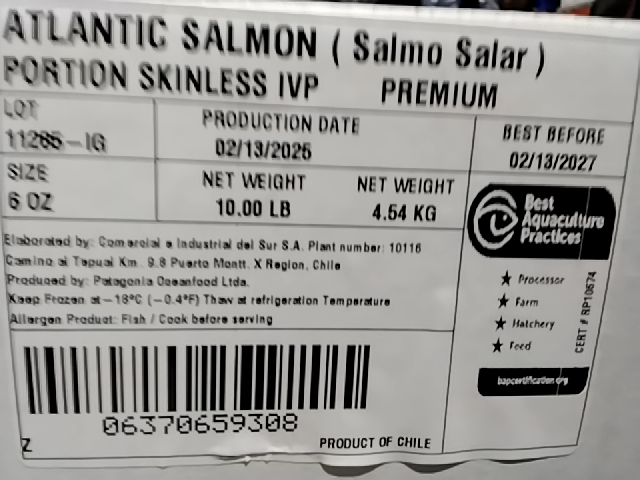 ATLANTIC SALMON ( Salmo Salar )
PORTION SKINLESS IVP PREMIUM
LOT
11285-IG
PRODUCTION DATE
02/13/2025
BEST BEFORE
02/13/2027
SIZE
6 OZ
NET WEIGHT
10.00 LB
NET WEIGHT
4.54 KG
Best
Aquaculture
Practices
Elaborated by: Comercial e Industrial del Sur S.A. Plant number: 10116
Camino al Tepual Km. 9.8 Puerto Montt. X Region, Chile
Produced by: Patagonia Oceanfood Ltda.
Keep Frozen at -18°C (-0.4°F) Thaw at refrigeration Temperature
Allergen Product: Fish / Cook before serving
★ Processor
★ Farm
★ Hatchery
★ Feed
CERT # RP10674
bapcertification.org
06370659308
Z
PRODUCT OF CHILE